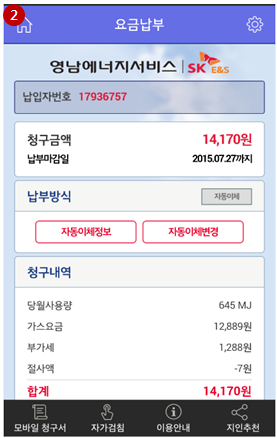 2
요금납부
영남에너지서비스 SK E&S
납입자번호 17936757
청구금액 14,170원
납부마감일 2015.07.27까지
납부방식 자동이체
자동이체정보 자동이체변경
청구내역
당월사용량 645 MJ
가스요금 12,889원
부가세 1,288원
절사액 -7원
합계 14,170원
모바일 청구서 자가검침 이용안내 지인추천